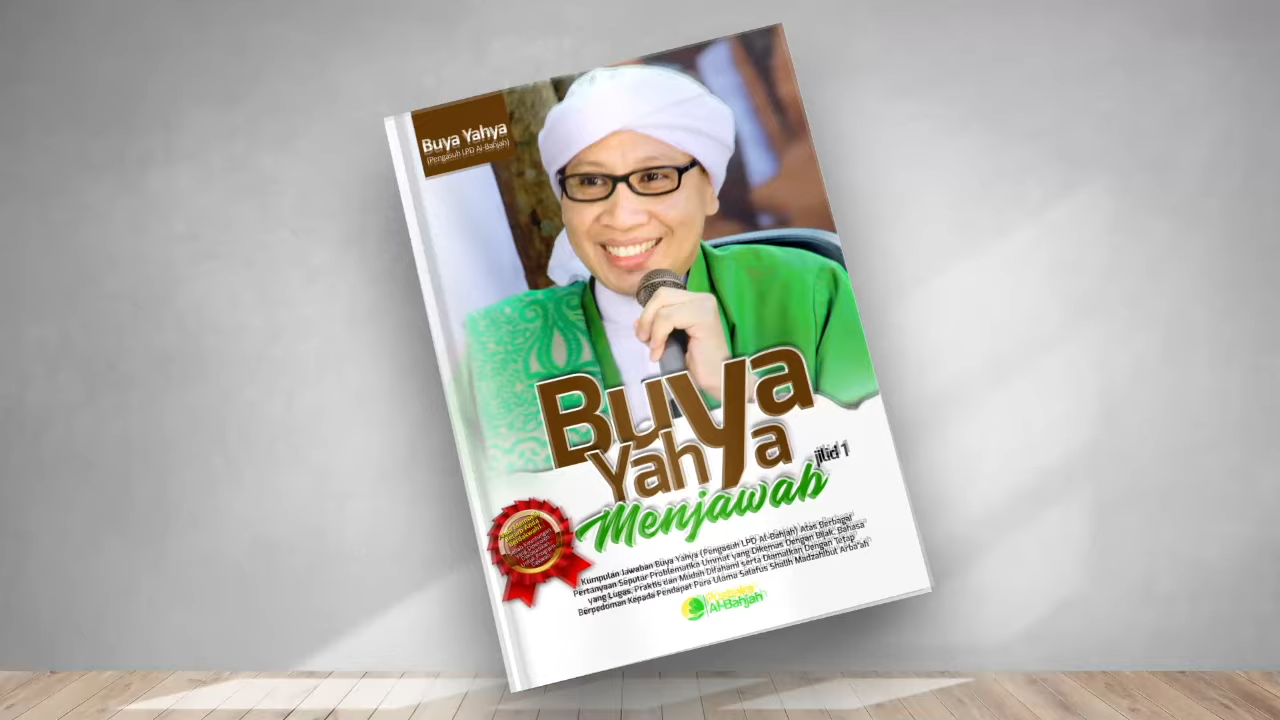 Buya Yahya
(Pengasuh LPD Al-Bahjah)
Buya
Yahya
jilid 1
Menjawab
Kumpulan Jawaban Buya Yahya (Pengasuh LPD Al-Bahjah) Atas Berbagai
Pertanyaan Seputar Problematika Ummat yang Dikemas Dengan Bijak, Bahasa
yang Lugas, Praktis dan Mudah Difahami serta Diamalkan Dengan Tetap
Berpedoman Kepada Pendapat Para Ulama Salafus Shalih Madzahibul Arba'ah
Pustaka
Al-Bahjah